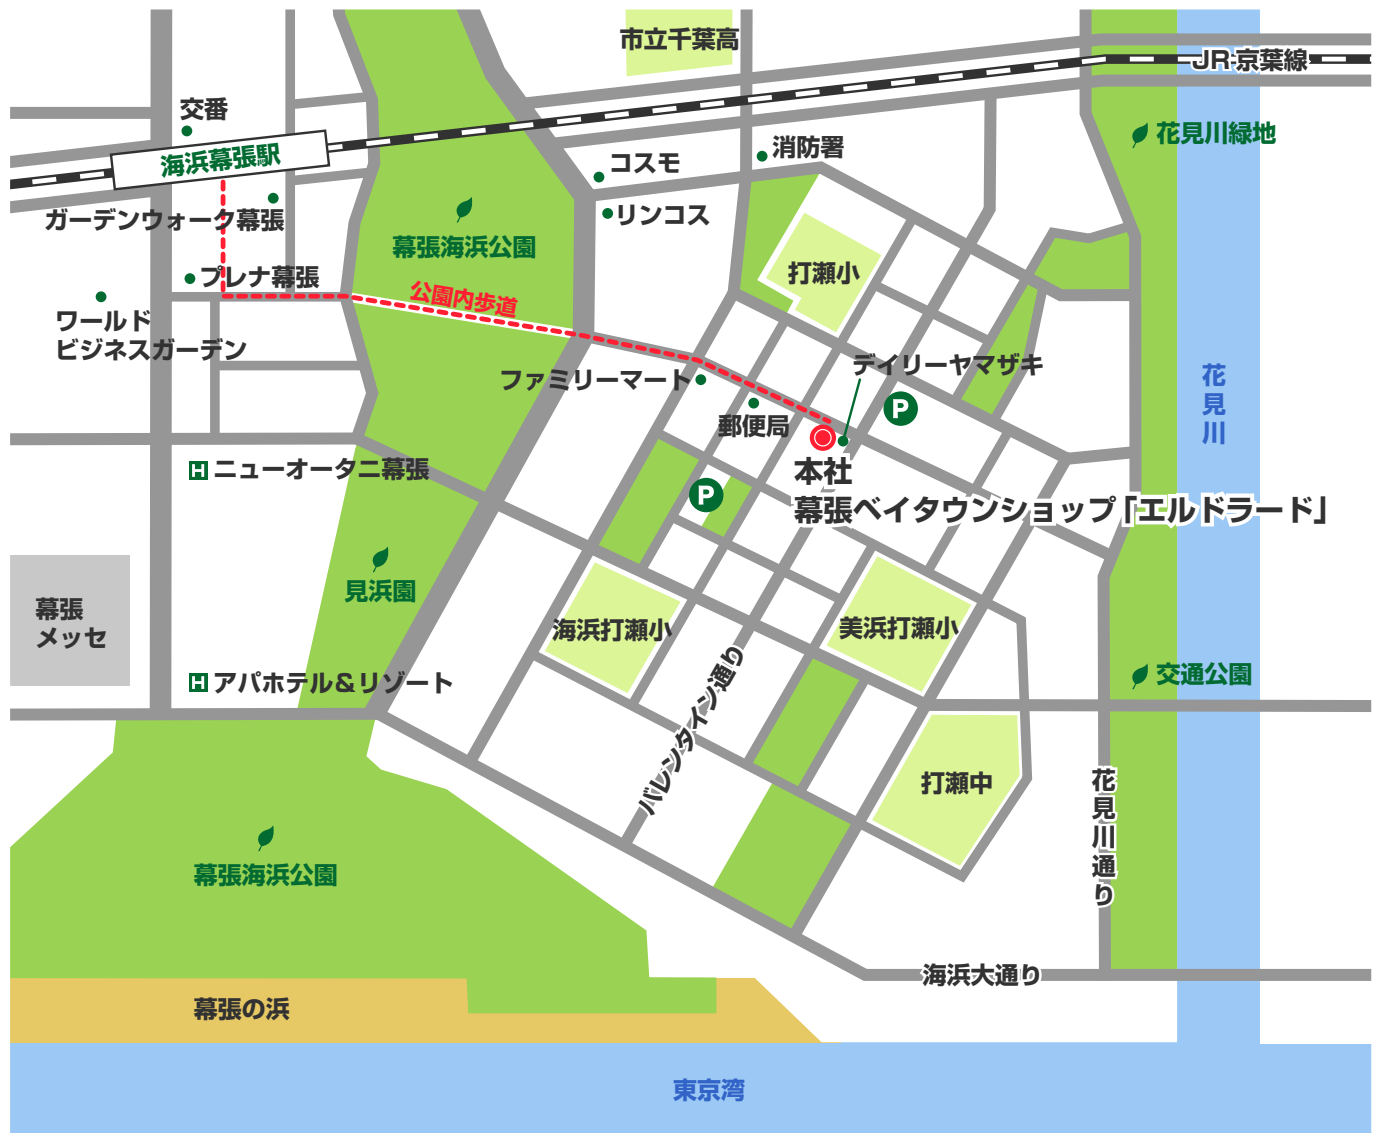 市立千葉高
JR 京葉線
交番
海浜幕張駅
消防署
花見川緑地
コスモ
ガーデンウォーク幕張
リンコス
幕張海浜公園
打瀬小
プレナ幕張
公園内歩道
ワールド
ビジネスガーデン
デイリーヤマザキ
ファミリーマート
P
花見川
郵便局
本社
H ニューオータニ幕張
P
幕張ベイタウンショップ「エルドラード」
見浜園
幕張
メッセ
海浜打瀬小
美浜打瀬小
バレンタイン通り
交通公園
H アパホテル&リゾート
打瀬中
花見川通り
幕張海浜公園
海浜大通り
幕張の浜
東京湾